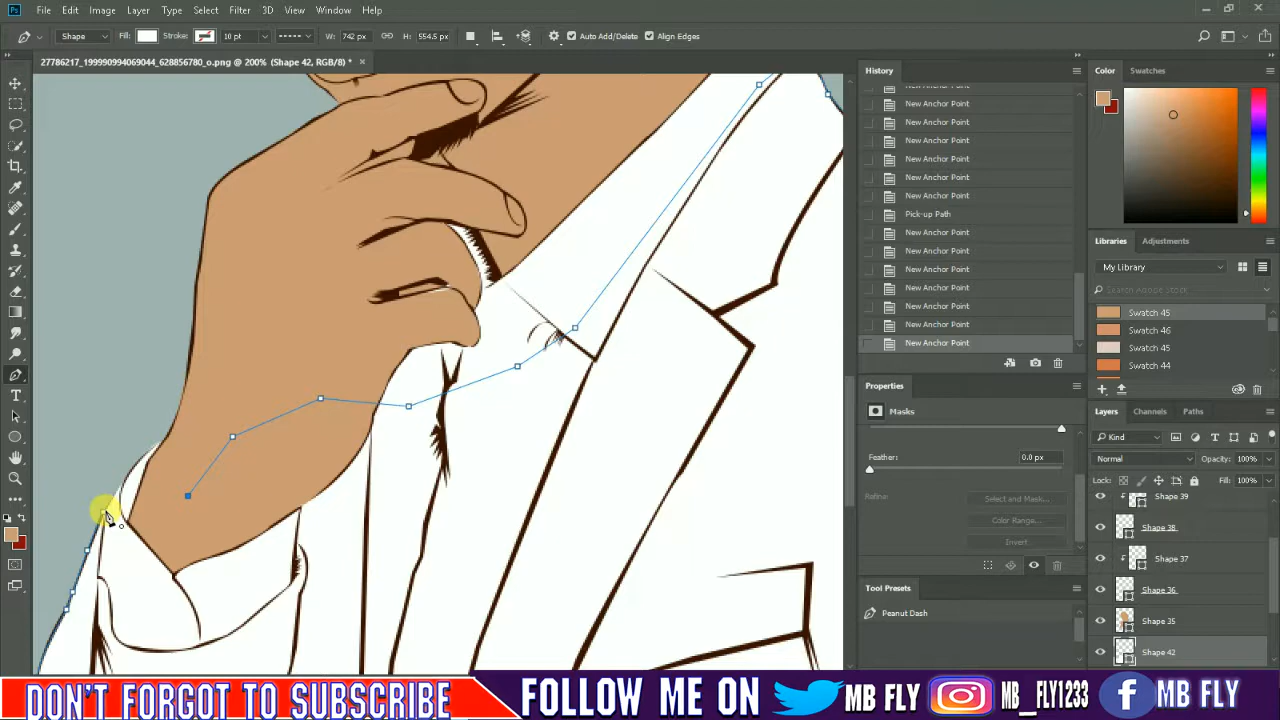 Ps File Edit Image Layer Type Select Filter 3D View Window Help
Shape Fill: Stroke: 10 pt W: 742 px H: 554.5 px Auto Add/Delete Align Edges
27786217_199990994069044_628856780_o.png @ 200% (Shape 42, RGB/8) *
History
New Anchor Point
New Anchor Point
New Anchor Point
New Anchor Point
New Anchor Point
New Anchor Point
Pick-up Path
New Anchor Point
New Anchor Point
New Anchor Point
New Anchor Point
New Anchor Point
New Anchor Point
New Anchor Point
Properties
Masks
Feather: 0.0 px
Refine: Select and Mask...
Color Range...
Invert
Tool Presets
Peanut Dash
Color Swatches
Libraries Adjustments
My Library
Search Adobe Stock
Swatch 45
Swatch 46
Swatch 45
Swatch 44
Layers Channels Paths
Kind
Normal Opacity: 100%
Lock: Fill: 100%
Shape 39
Shape 38
Shape 37
Shape 36
Shape 35
Shape 42
DON'T FORGOT TO SUBSCRIBE
FOLLOW ME ON MB FLY MB_FLY1233 MB FLY